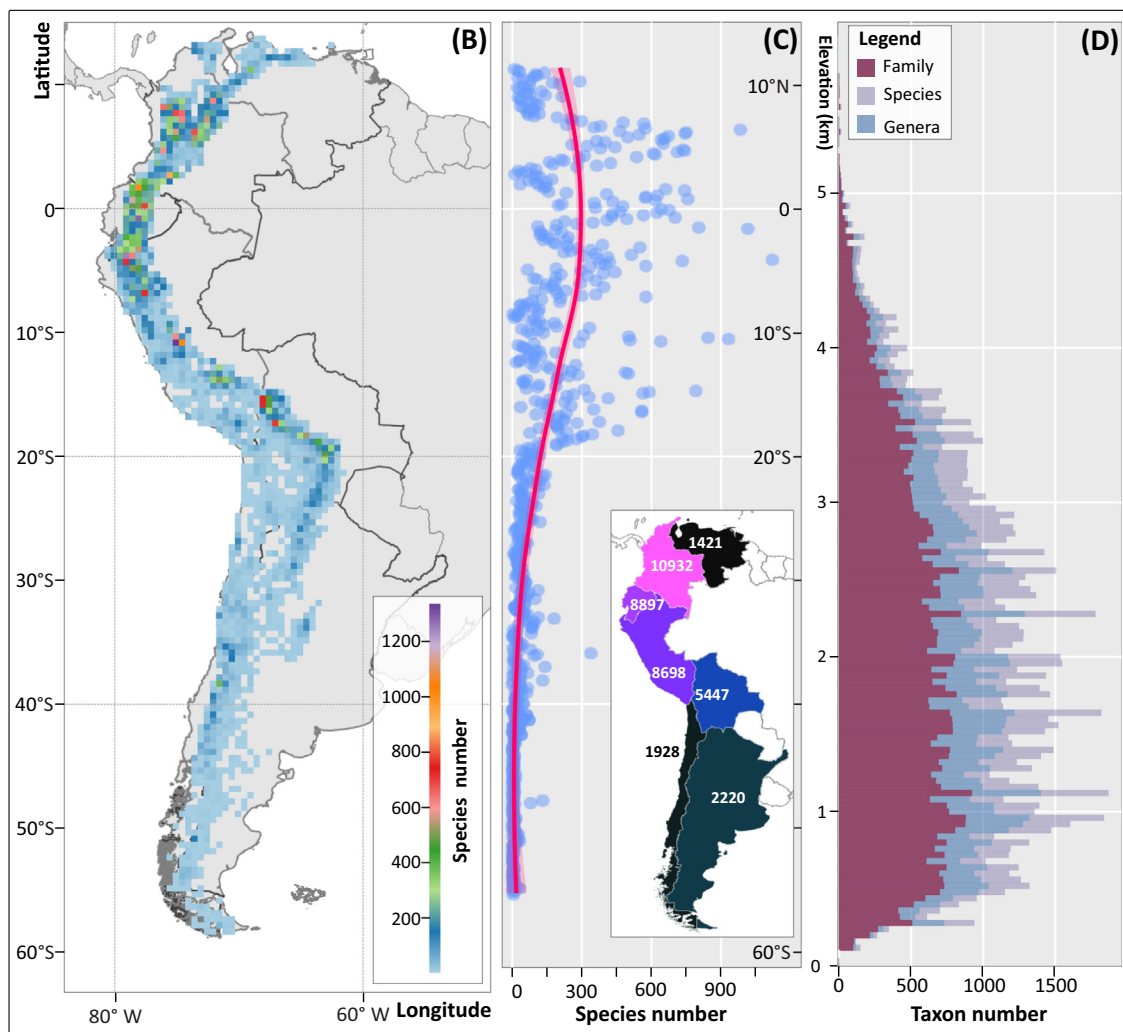 Latitude
(B)
0
10°S
20°S
30°S
40°S
50°S
60°S
80° W
60° W
Longitude
1200
1000
800
600
400
200
Species number
(C)
10°N
0
10°S
20°S
60°S
0
300
600
900
Species number
1421
10932
8897
8698
5447
1928
2220
(D)
Elevation (km)
Legend
Family
Species
Genera
5
4
3
2
1
0
0
500
1000
1500
Taxon number